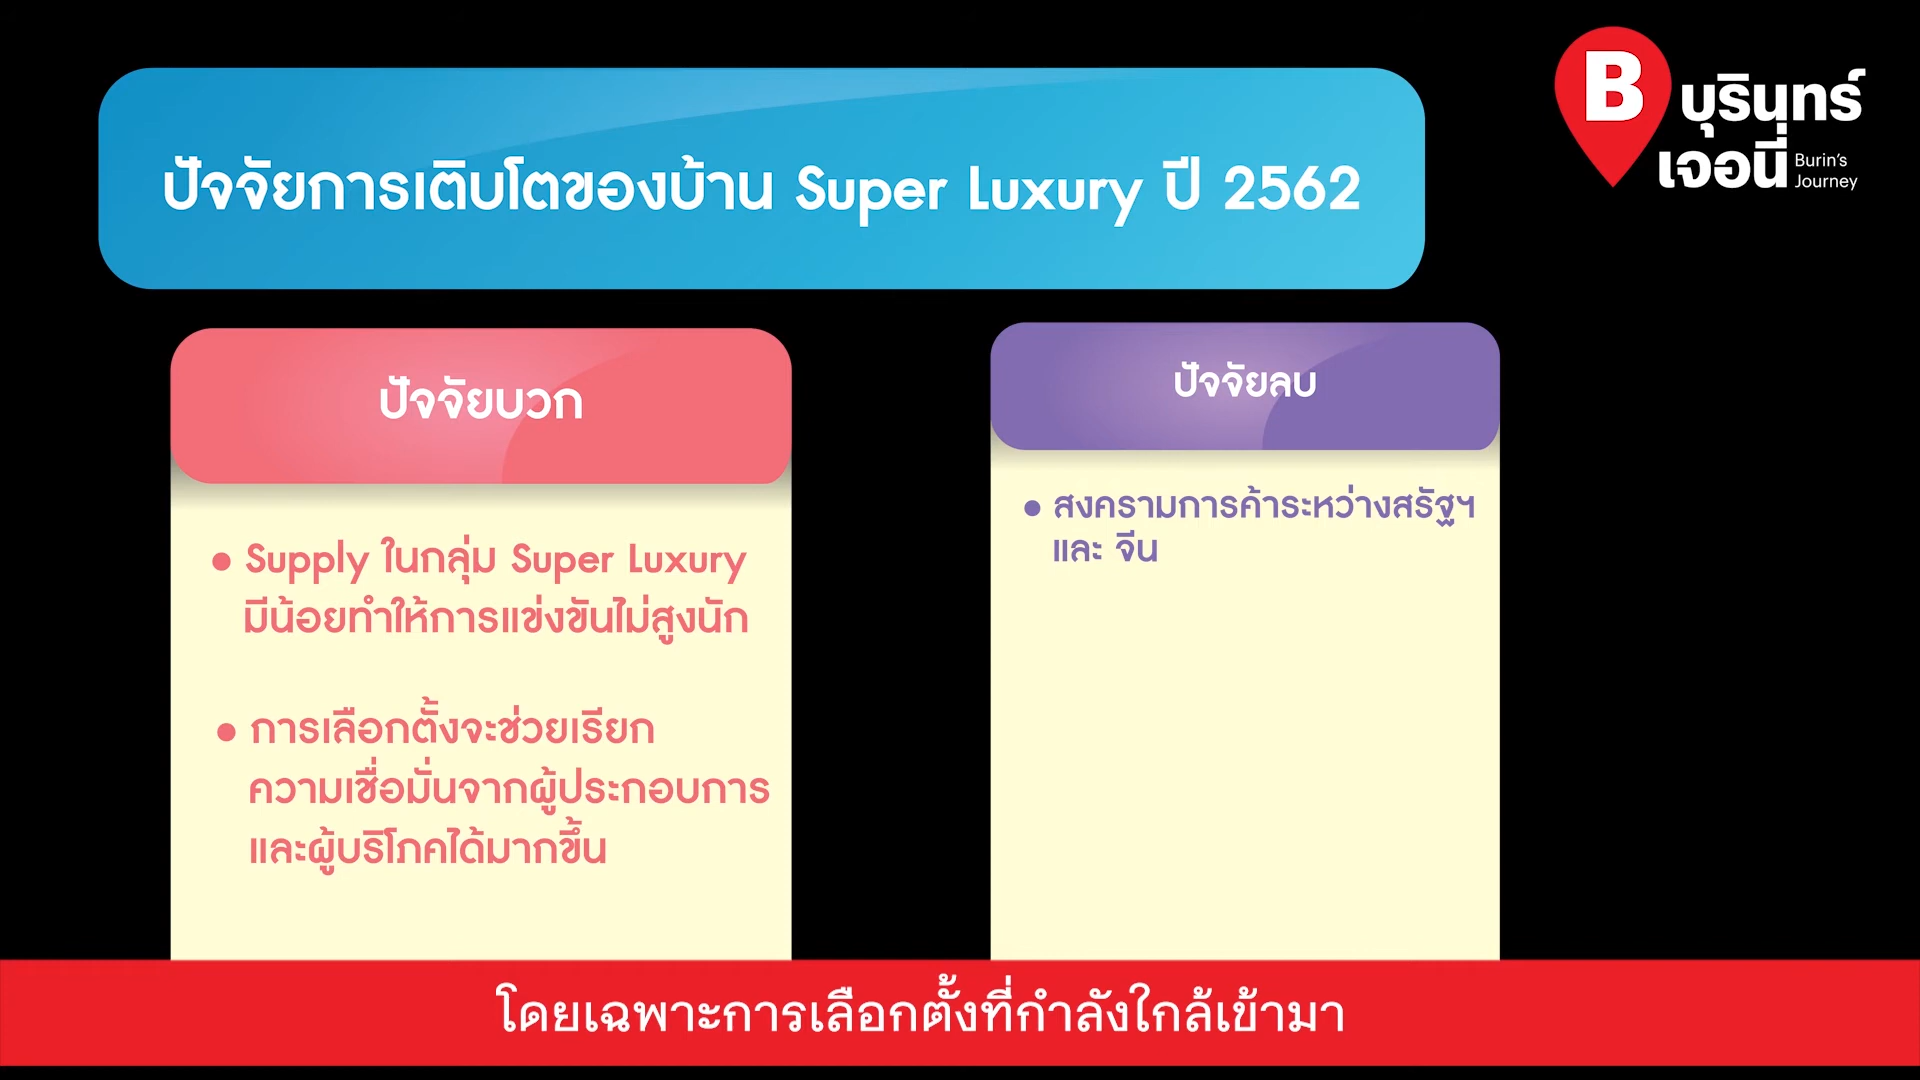 B บุรินทร์
เจอนี่ Burin's
Journey
ปัจจัยการเติบโตของบ้าน Super Luxury ปี 2562
ปัจจัยบวก
• Supply ในกลุ่ม Super Luxury
มีน้อยทำให้การแข่งขันไม่สูงนัก
• การเลือกตั้งจะช่วยเรียก
ความเชื่อมั่นจากผู้ประกอบการ
และผู้บริโภคได้มากขึ้น
ปัจจัยลบ
• สงครามการค้าระหว่างสรัฐฯ
และ จีน
โดยเฉพาะการเลือกตั้งที่กำลังใกล้เข้ามา